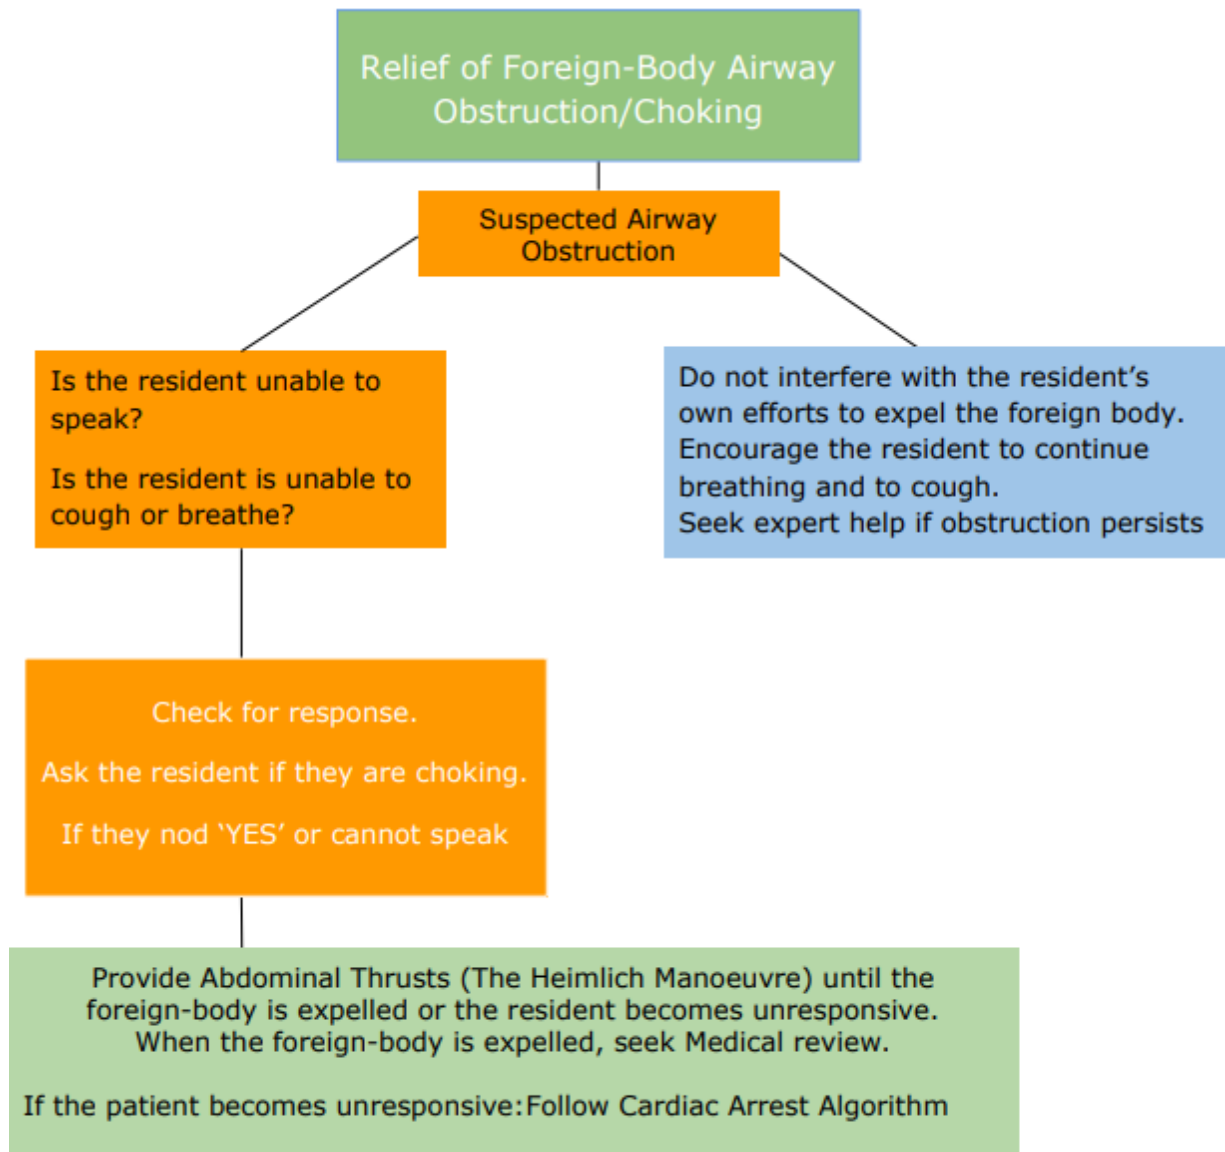 Relief of Foreign-Body Airway
Obstruction/Choking
Suspected Airway
Obstruction
Is the resident unable to
speak?
Is the resident is unable to
cough or breathe?
Do not interfere with the resident’s
own efforts to expel the foreign body.
Encourage the resident to continue
breathing and to cough.
Seek expert help if obstruction persists
Check for response.
Ask the resident if they are choking.
If they nod ‘YES’ or cannot speak
Provide Abdominal Thrusts (The Heimlich Manoeuvre) until the
foreign-body is expelled or the resident becomes unresponsive.
When the foreign-body is expelled, seek Medical review.
If the patient becomes unresponsive:Follow Cardiac Arrest Algorithm